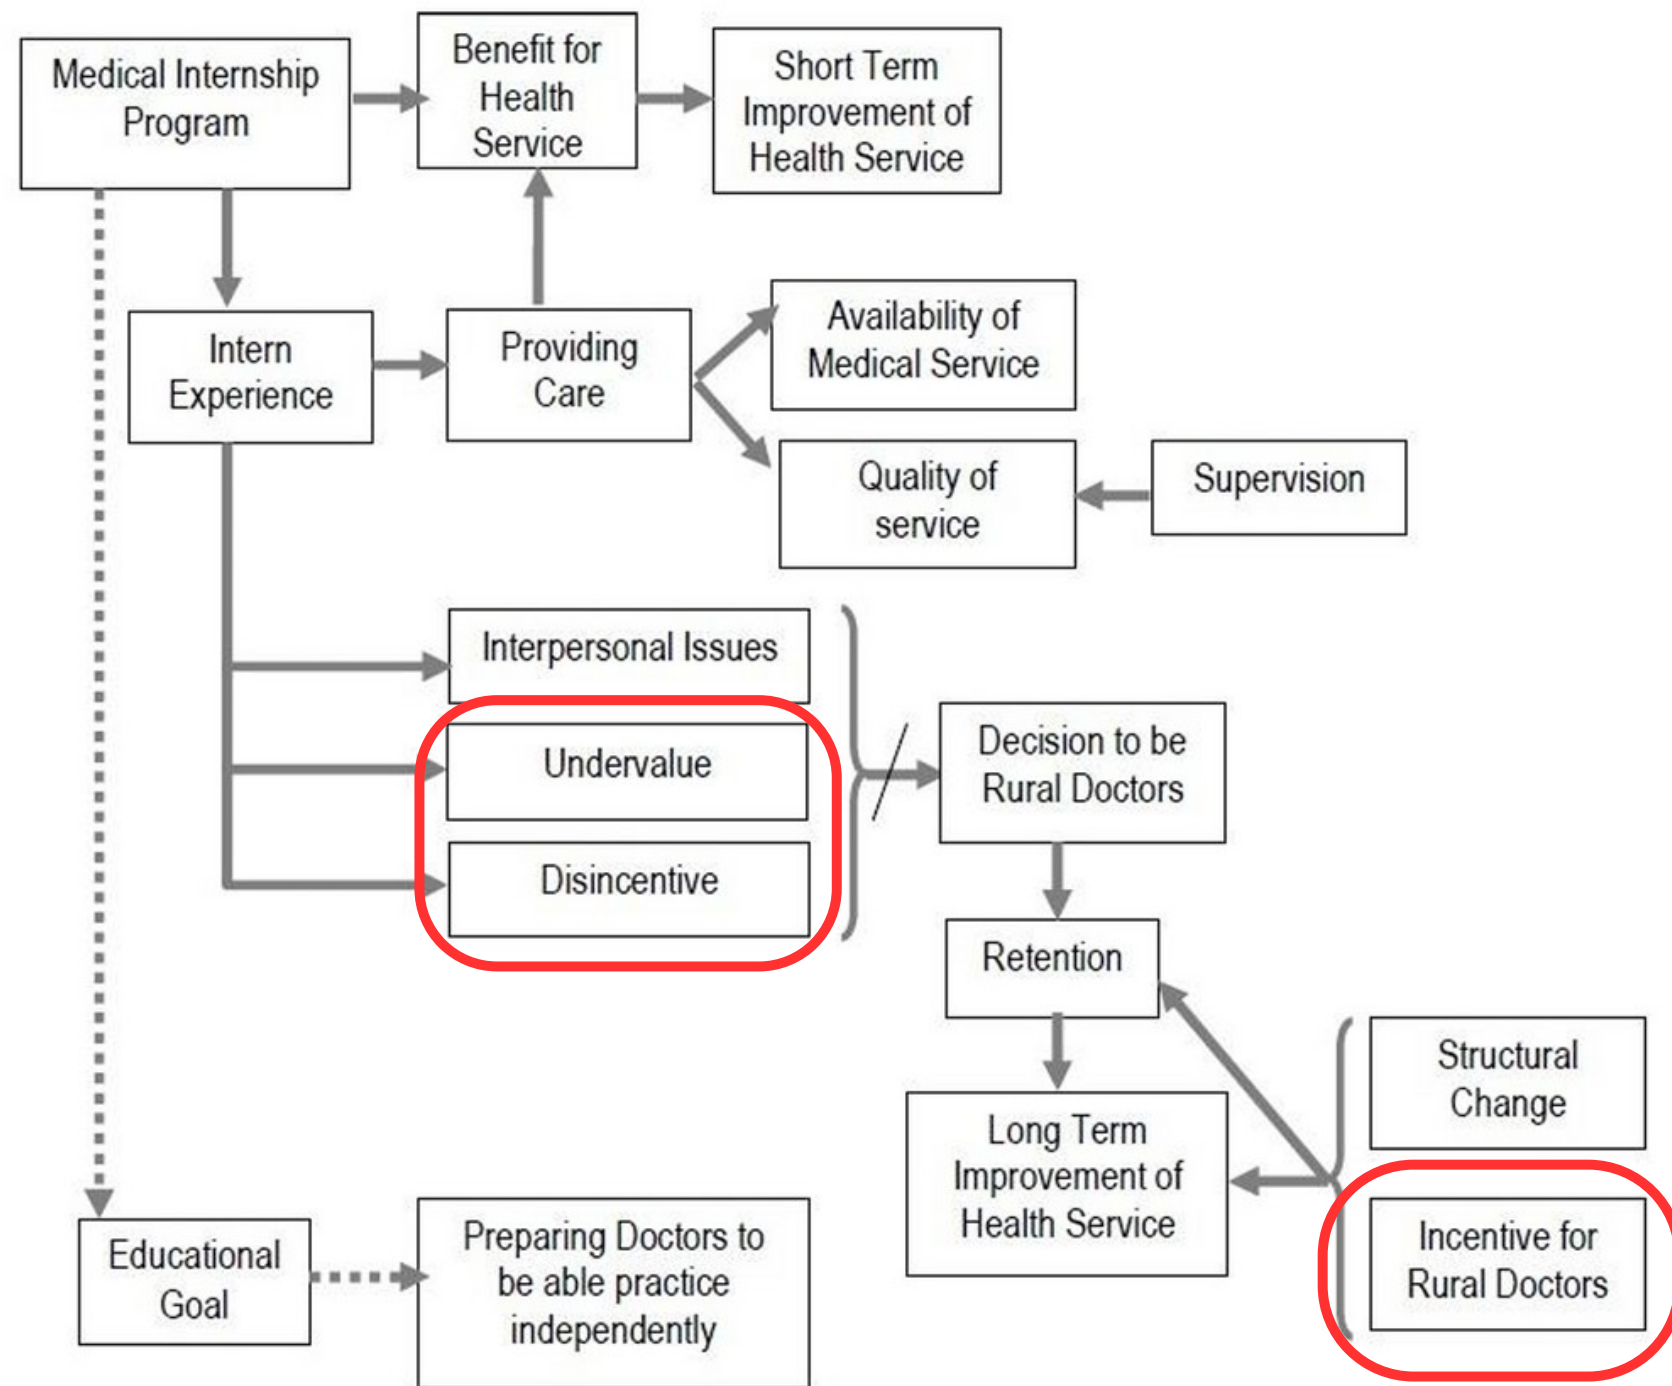 Medical Internship
Program
Benefit for
Health
Service
Short Term
Improvement of
Health Service
Intern
Experience
Providing
Care
Availability of
Medical Service
Quality of
service
Supervision
Interpersonal Issues
Undervalue
Disincentive
Decision to be
Rural Doctors
Retention
Long Term
Improvement of
Health Service
Structural
Change
Incentive for
Rural Doctors
Educational
Goal
Preparing Doctors to
be able practice
independently